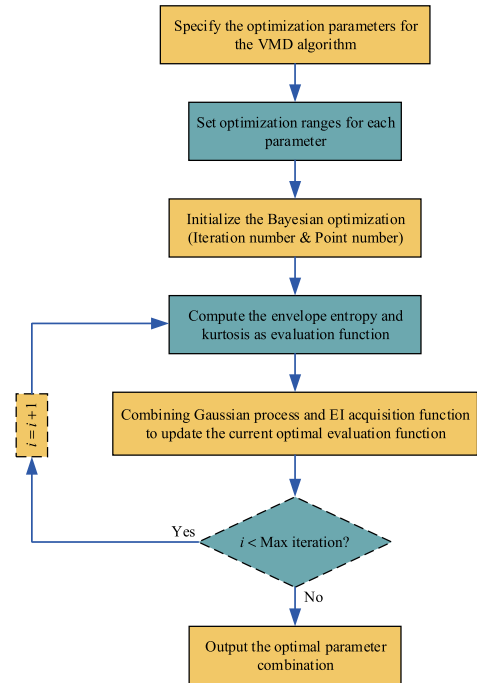 Specify the optimization parameters for
the VMD algorithm
Set optimization ranges for each
parameter
Initialize the Bayesian optimization
(Iteration number & Point number)
Compute the envelope entropy and
kurtosis as evaluation function
Combining Gaussian process and EI acquisition function
to update the current optimal evaluation function
i = i+1
Yes
i < Max iteration?
No
Output the optimal parameter
combination